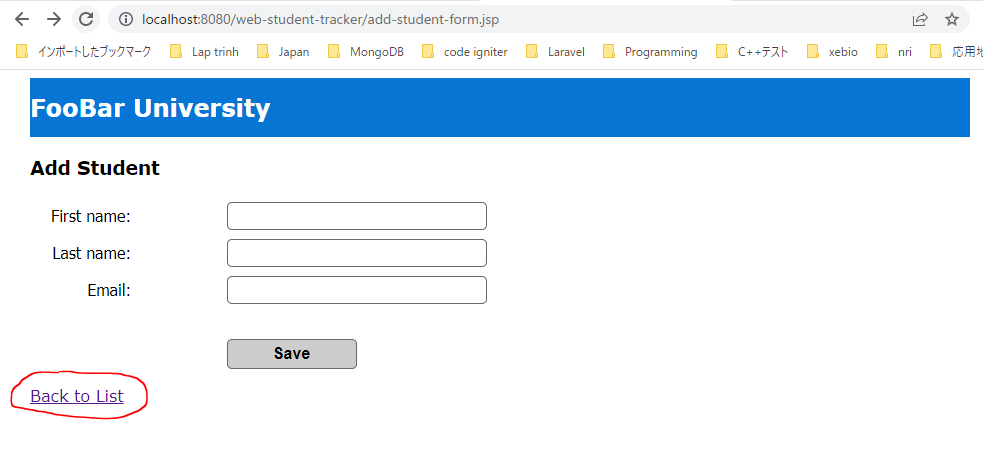 localhost:8080/web-student-tracker/add-student-form.jsp
インポートしたブックマーク Lap trinh Japan MongoDB code igniter Laravel Programming C++テスト xebio nri 応用地
FooBar University
Add Student
First name:
Last name:
Email:
Save
Back to List